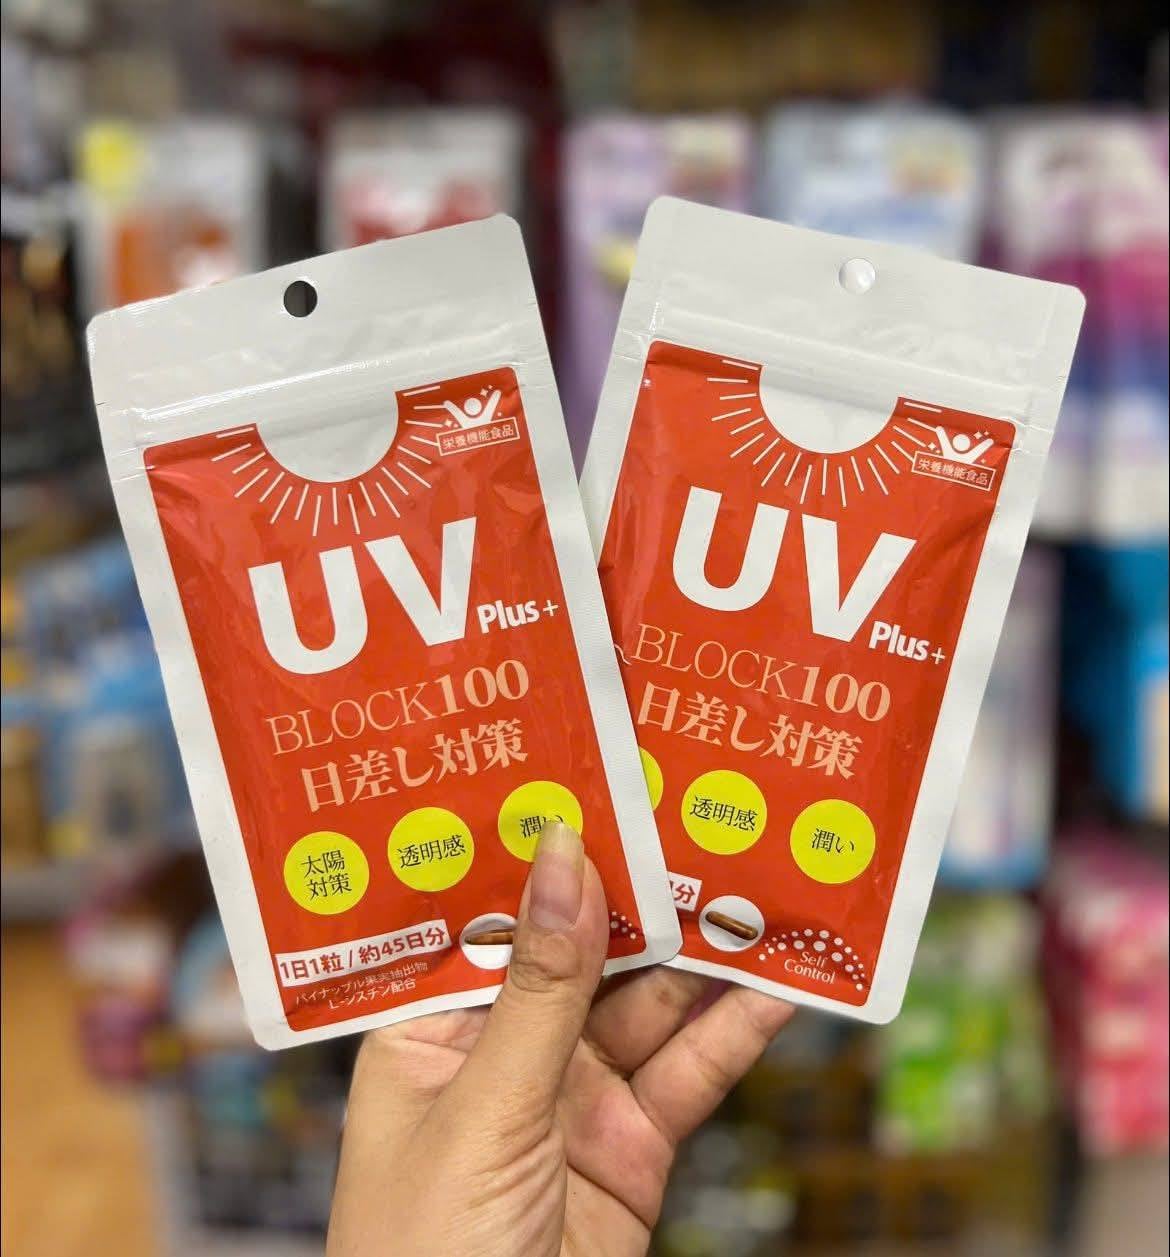 栄養機能食品
UV Plus+
BLOCK100
日差し対策
太陽
対策
透明感
潤い
1日1粒 / 約45日分
パイナップル果実抽出物
L-シスチン配合
栄養機能食品
UV Plus+
BLOCK100
日差し対策
透明感
潤い
分
Self
Control